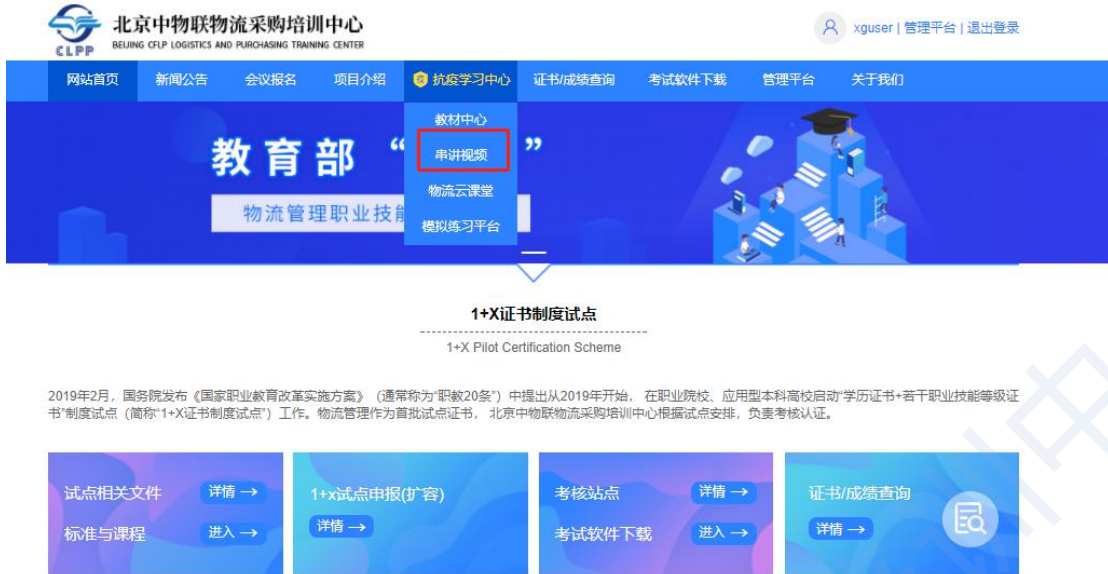 北京中物联物流采购培训中心
CLPP
BEIJING CFLP LOGISTICS AND PURCHASING TRAINING CENTER
xguser | 管理平台 | 退出登录
网站首页 新闻公告 会议报名 项目介绍 抗疫学习中心 证书/成绩查询 考试软件下载 管理平台 关于我们
教材中心
教育部 “ ”
串讲视频
物流云课堂
物流管理职业技
模拟练习平台
1+X证书制度试点
1+X Pilot Certification Scheme
2019年2月，国务院发布《国家职业教育改革实施方案》（通常称为“职教20条”）中提出从2019年开始， 在职业院校、应用型本科高校启动“学历证书+若干职业技能等级证
书”制度试点（简称“1+X证书制度试点”）工作。物流管理作为首批试点证书， 北京中物联物流采购培训中心根据试点安排，负责考核认证。
试点相关文件 详情 →
标准与课程 进入 →
1+x试点申报(扩容)
详情 →
考核站点 详情 →
考试软件下载 进入 →
证书/成绩查询
详情 →